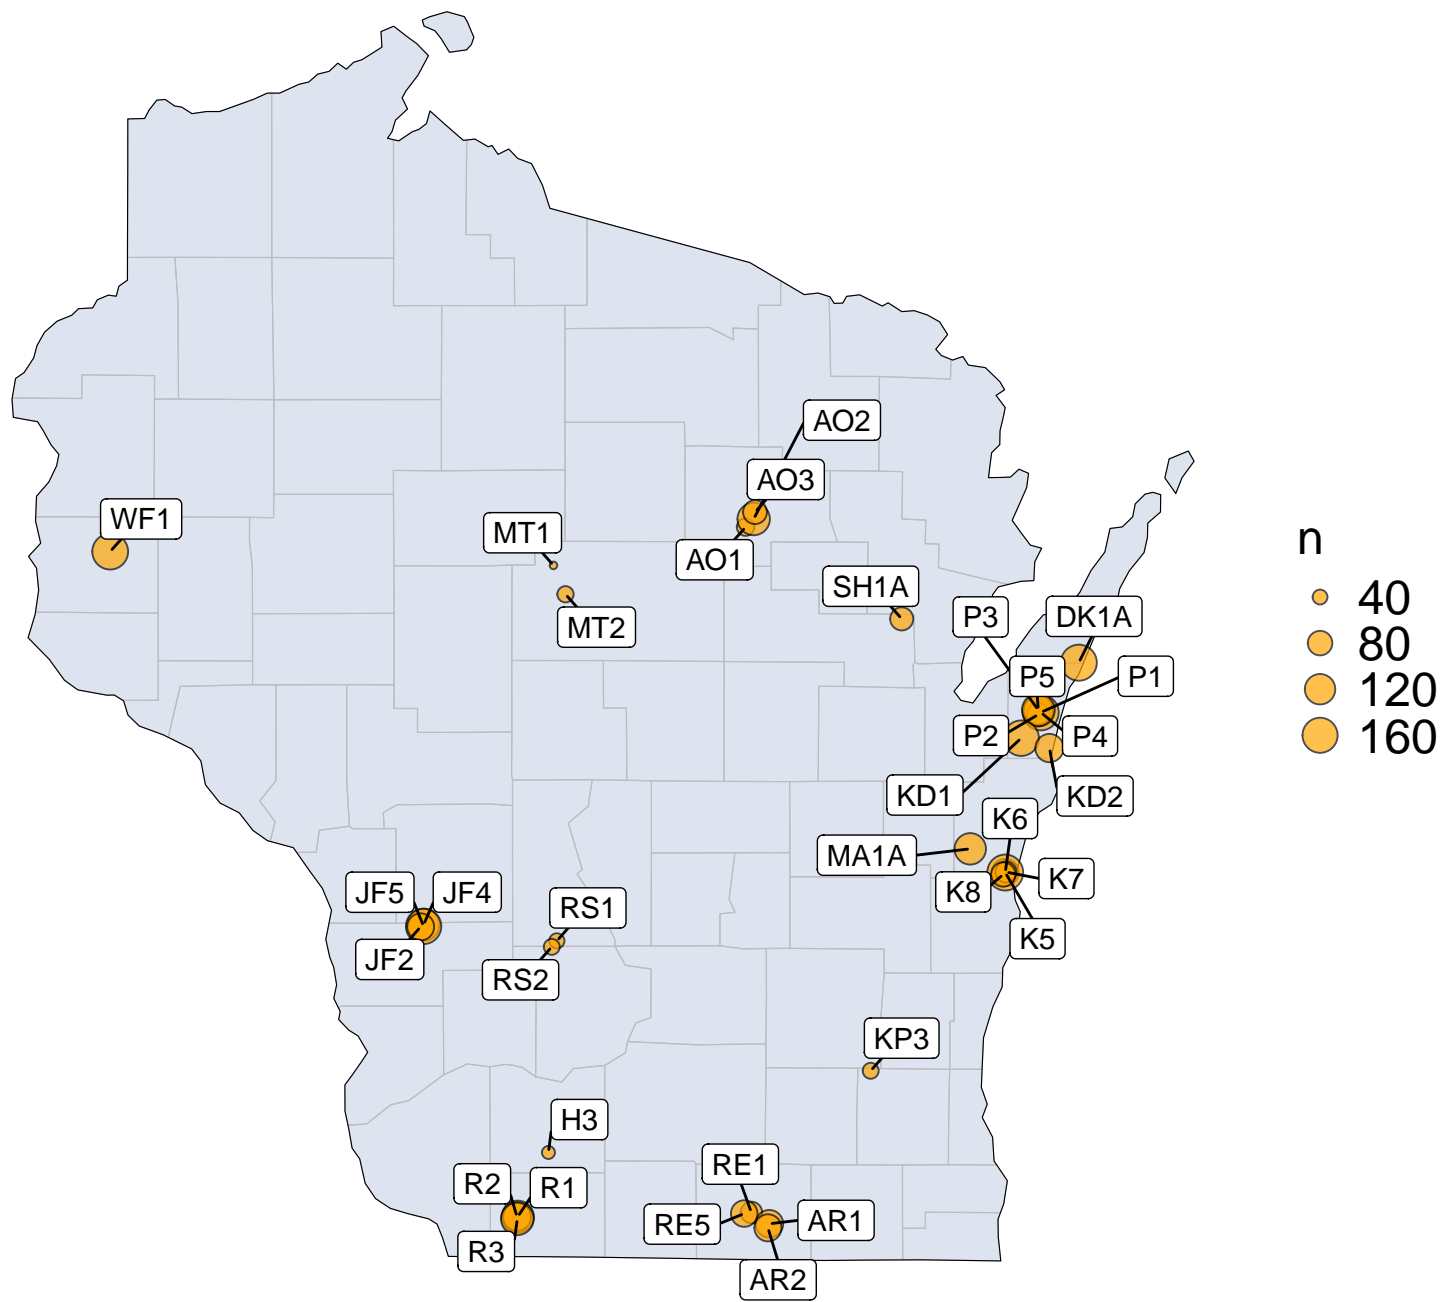 AO2
AO3
WF1
MT1
AO1
SH1A
MT2
P3
DK1A
P5
P1
P2
P4
KD1
KD2
K6
MA1A
K7
K8
JF5
JF4
RS1
K5
JF2
RS2
KP3
H3
RE1
R2
R1
RE5
AR1
R3
AR2
n
40
80
120
160